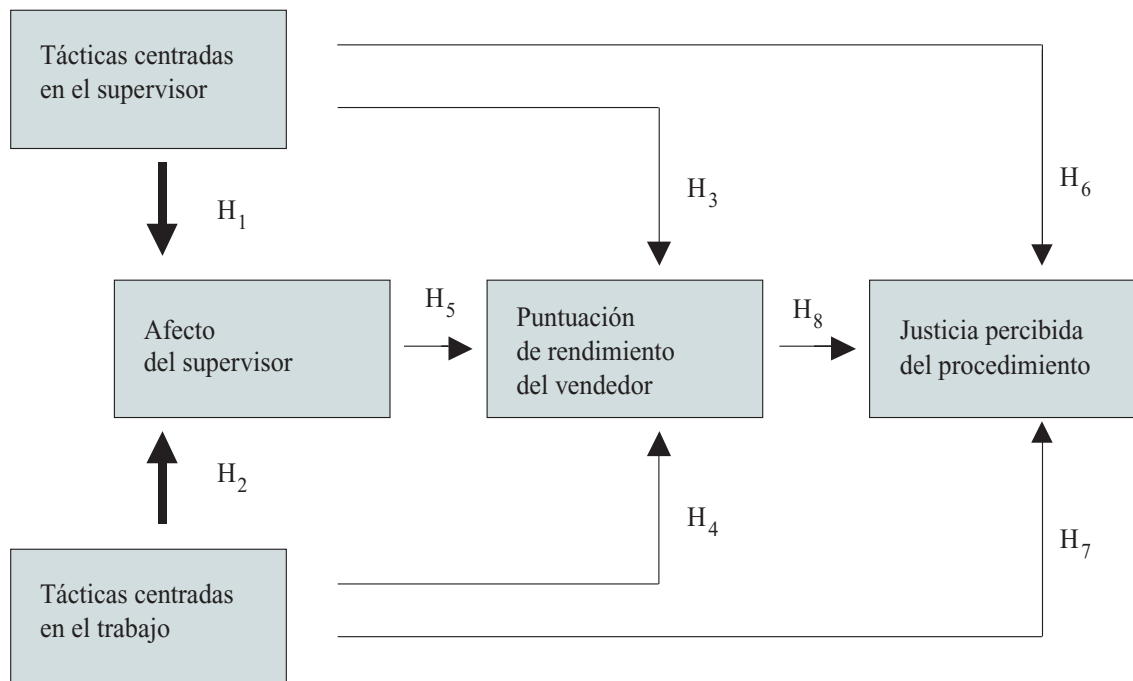 Tácticas centradas
en el supervisor
H1
H3
H6
Afecto
del supervisor
H5
Puntuación
de rendimiento
del vendedor
H8
Justicia percibida
del procedimiento
H2
H4
H7
Tácticas centradas
en el trabajo